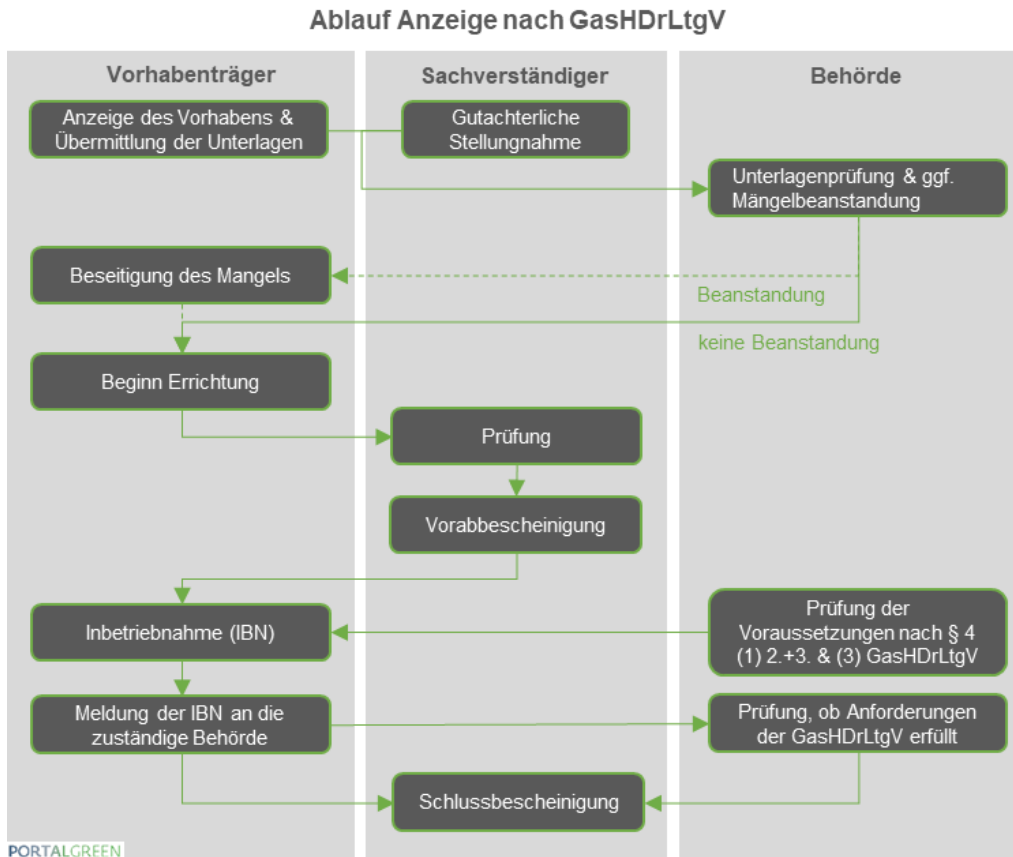 Ablauf Anzeige nach GasHDrLtgV
Vorhabenträger
Sachverständiger
Behörde
Anzeige des Vorhabens &
Übermittlung der Unterlagen
Gutachterliche
Stellungnahme
Unterlagenprüfung & ggf.
Mängelbeanstandung
Beseitigung des Mangels
Beanstandung
keine Beanstandung
Beginn Errichtung
Prüfung
Vorabbescheinigung
Inbetriebnahme (IBN)
Prüfung der
Voraussetzungen nach § 4
(1) 2.+3. & (3) GasHDrLtgV
Meldung der IBN an die
zuständige Behörde
Prüfung, ob Anforderungen
der GasHDrLtgV erfüllt
Schlussbescheinigung
PORTALGREEN